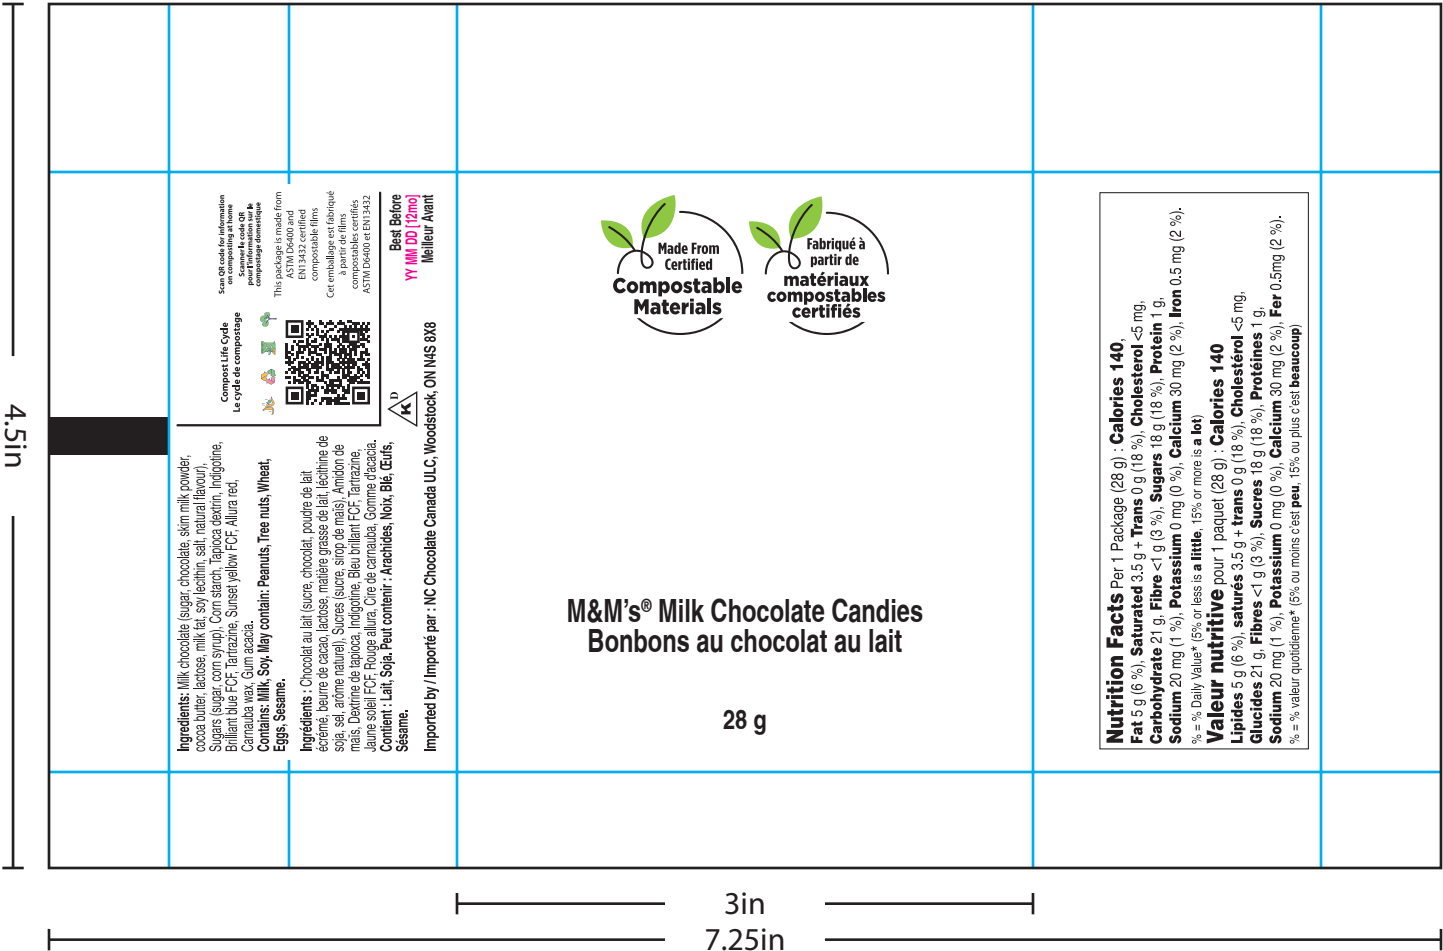 Ingredients: Milk chocolate (sugar, chocolate, skim milk powder,
cocoa butter, lactose, milk fat, soy lecithin, salt, natural flavour),
Sugars (sugar, corn syrup), Corn starch, Tapioca dextrin, Indigotine,
Brilliant blue FCF, Tartrazine, Sunset yellow FCF, Allura red,
Carnauba wax, Gum acacia.
Contains: Milk, Soy. May contain: Peanuts, Tree nuts, Wheat,
Eggs, Sesame.
Ingrédients : Chocolat au lait (sucre, chocolat, poudre de lait
écrémé, beurre de cacao, lactose, matière grasse de lait, lécithine de
soja, sel, arôme naturel), Sucres (sucre, sirop de maïs), Amidon de
maïs, Dextrine de tapioca, Indigotine, Bleu brillant FCF, Tartrazine,
Jaune soleil FCF, Rouge allura, Cire de carnauba, Gomme d'acacia.
Contient : Lait, Soja. Peut contenir : Arachides, Noix, Blé, Œufs,
Sésame.
Imported by / Importé par : NC Chocolate Canada ULC, Woodstock, ON N4S 8X8
Compost Life Cycle
Le cycle de compostage
Scan QR code for information
on composting at home
Scanner le code QR
pour l'information sur le
compostage domestique
This package is made from
ASTM D6400 and
EN13432 certified
compostable films
Cet emballage est fabriqué
à partir de films
compostables certifiés
ASTM D6400 et EN13432
K D
Best Before
YY MM DD [12mo]
Meilleur Avant
Made From
Certified
Compostable
Materials
Fabriqué à
partir de
matériaux
compostables
certifiés
M&M's® Milk Chocolate Candies
Bonbons au chocolat au lait
28 g
Nutrition Facts Per 1 Package (28 g) : Calories 140,
Fat 5 g (6 %), Saturated 3.5 g + Trans 0 g (18 %), Cholesterol <5 mg,
Carbohydrate 21 g, Fibre <1 g (3 %), Sugars 18 g (18 %), Protein 1 g,
Sodium 20 mg (1 %), Potassium 0 mg (0 %), Calcium 30 mg (2 %), Iron 0.5 mg (2 %).
% = % Daily Value* (5% or less is a little, 15% or more is a lot)
Valeur nutritive pour 1 paquet (28 g) : Calories 140
Lipides 5 g (6 %), saturés 3.5 g + trans 0 g (18 %), Cholestérol <5 mg,
Glucides 21 g, Fibres <1 g (3 %), Sucres 18 g (18 %), Protéines 1 g,
Sodium 20 mg (1 %), Potassium 0 mg (0 %), Calcium 30 mg (2 %), Fer 0.5mg (2 %).
% = % valeur quotidienne* (5% ou moins c'est peu, 15% ou plus c'est beaucoup)
4.5in
3in
7.25in